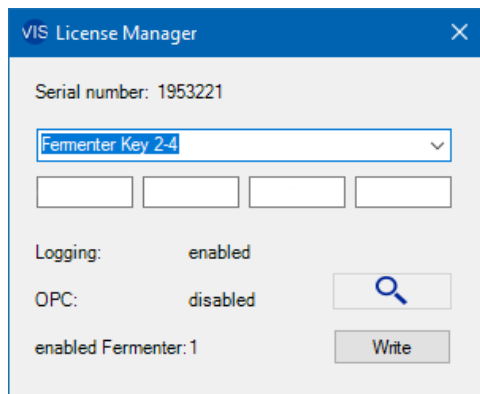 VIS License Manager
Serial number: 1953221
Fermenter Key 2-4
Logging: enabled
OPC: disabled
enabled Fermenter: 1
Write